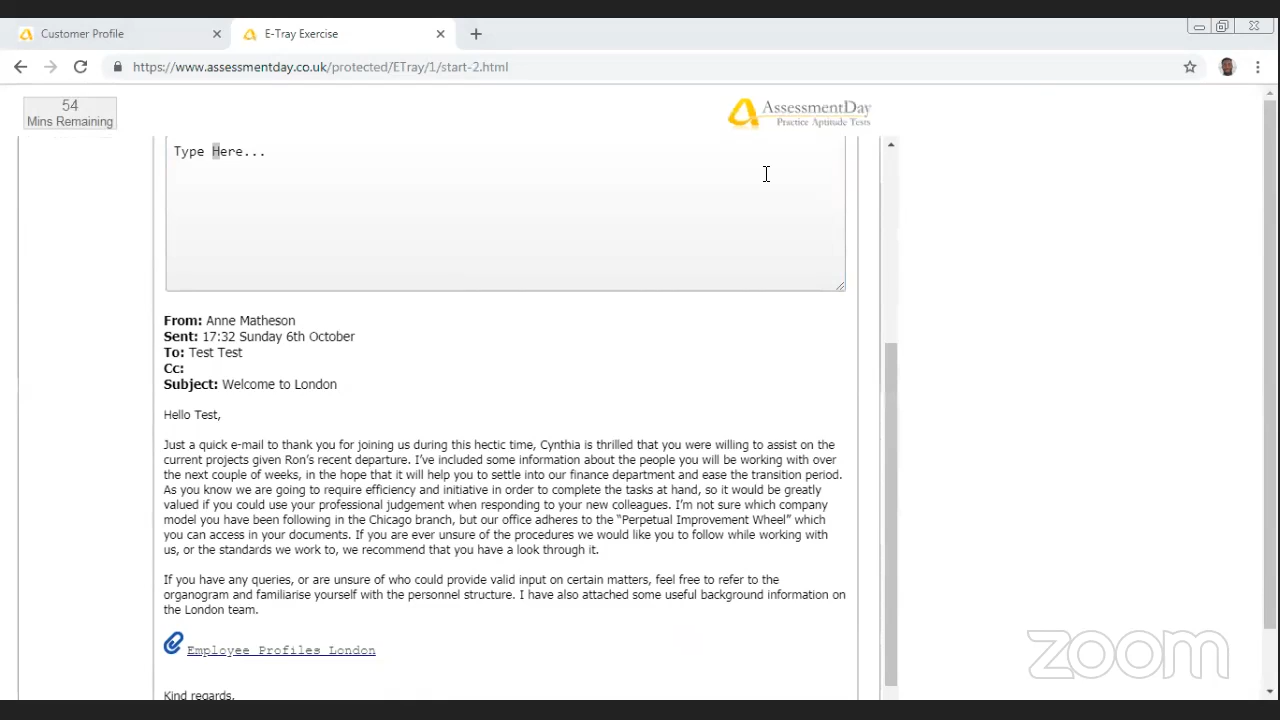 Customer Profile
E-Tray Exercise
https://www.assessmentday.co.uk/protected/ETray/1/start-2.html
54
Mins Remaining
AssessmentDay
Practice Aptitude Tests
Type Here...
From: Anne Matheson
Sent: 17:32 Sunday 6th October
To: Test Test
Cc:
Subject: Welcome to London
Hello Test,
Just a quick e-mail to thank you for joining us during this hectic time, Cynthia is thrilled that you were willing to assist on the
current projects given Ron's recent departure. I've included some information about the people you will be working with over
the next couple of weeks, in the hope that it will help you to settle into our finance department and ease the transition period.
As you know we are going to require efficiency and initiative in order to complete the tasks at hand, so it would be greatly
valued if you could use your professional judgement when responding to your new colleagues. I'm not sure which company
model you have been following in the Chicago branch, but our office adheres to the "Perpetual Improvement Wheel" which
you can access in your documents. If you are ever unsure of the procedures we would like you to follow while working with
us, or the standards we work to, we recommend that you have a look through it.
If you have any queries, or are unsure of who could provide valid input on certain matters, feel free to refer to the
organogram and familiarise yourself with the personnel structure. I have also attached some useful background information on
the London team.
Employee Profiles London
Kind regards,
zoom